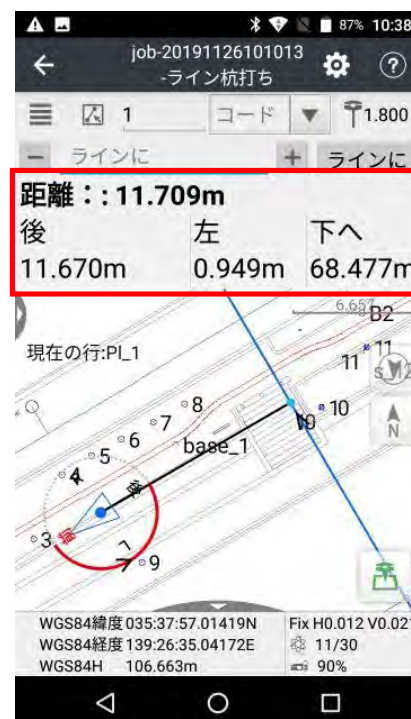 87% 10:38
job-20191126101013
-ライン杭打ち
?
1 コード 1.800
ラインに ラインに
距離：: 11.709m
後 左 下へ
11.670m 0.949m 68.477m
6.657
B2
現在の行:Pl_1
11
11
8
10
7
6
base_1
5
N
4
後
前
3
9
WGS84緯度 035:37:57.01419N Fix H0.012 V0.021
WGS84経度 139:26:35.04172E 11/30
WGS84H 106.663m 90%